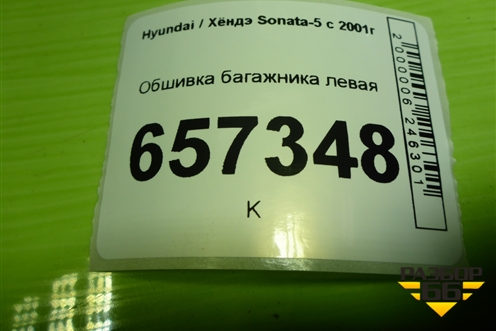 Hyundai / Хёндэ Sonata-5 с 2001г
Обшивка багажника левая
657348
К
2000006246301
РАЗБОР
66